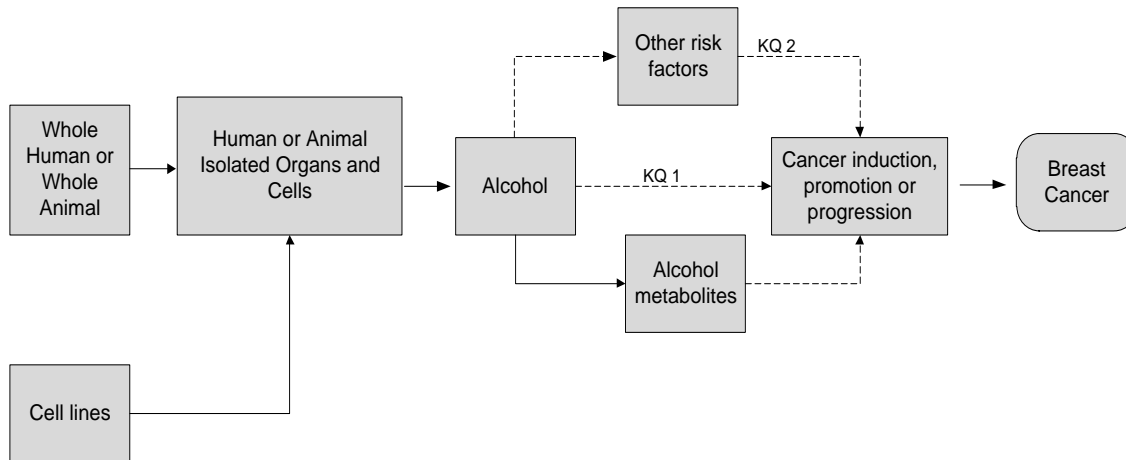 Other risk
factors
KQ 2
Whole
Human or
Whole
Animal
Human or Animal
Isolated Organs and
Cells
Alcohol
KQ 1
Cancer induction,
promotion or
progression
Breast
Cancer
Alcohol
metabolites
Cell lines